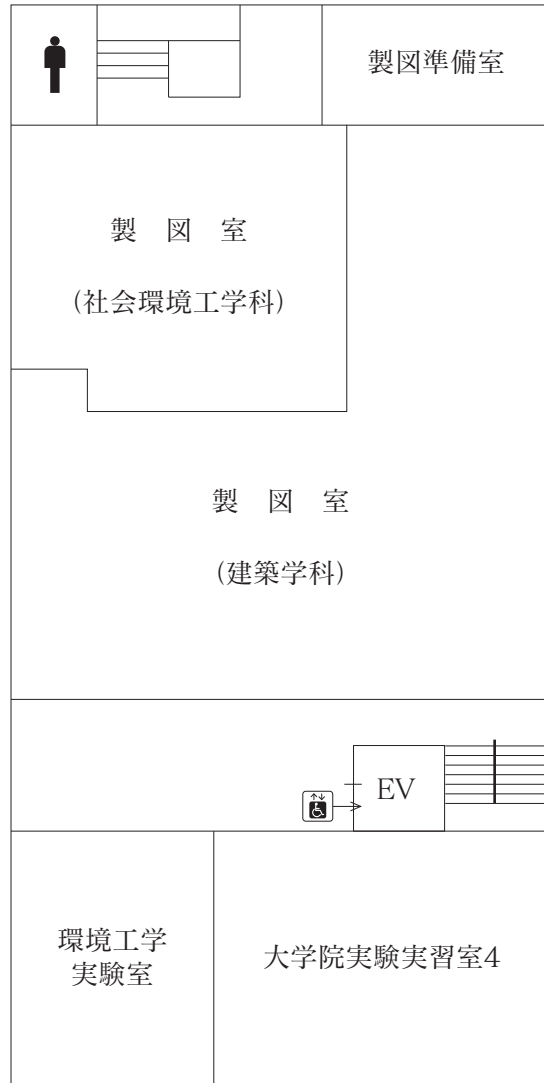 製図準備室
製 図 室
(社会環境工学科)
製 図 室
(建築学科)
EV
環境工学
実験室
大学院実験実習室4